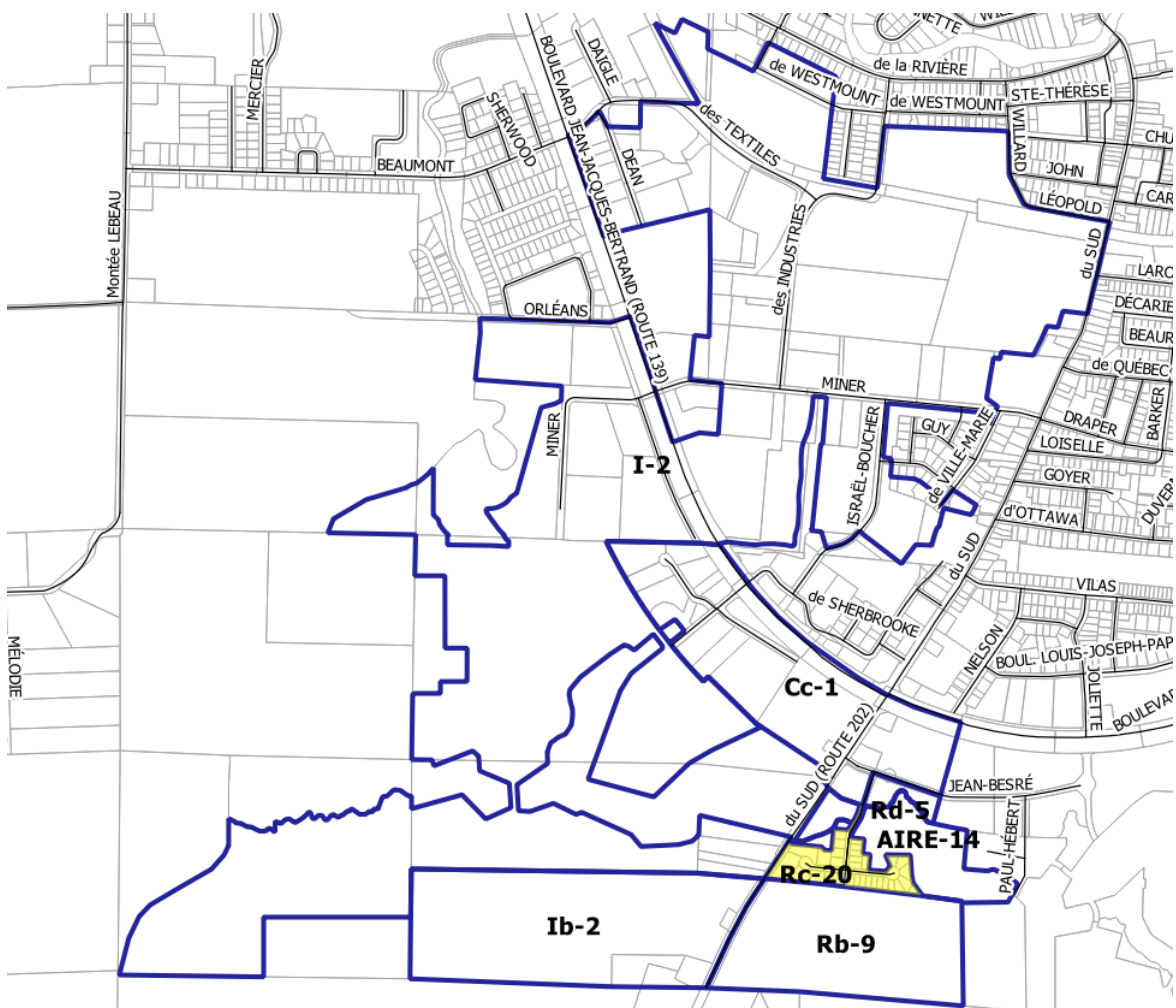 DAIGLE
de la RIVIÈRE
de WESTMOUNT
de WESTMOUNT
STE-THÉRÈSE
MERCIER
SHERWOOD
BOULEVARD JEAN-JACQUES-BERTRAND (ROUTE 139)
des TEXTILES
WILLARD
JOHN
BEAUMONT
DEAN
LÉOPOLD
Montée LEBEAU
des INDUSTRIES
du SUD
ORLÉANS
DÉCARIE
de QUÉBEC
MINER
BARKER
DRAPER
MINER
GUY
LOISELLE
I-2
ISRAËL-BOUCHER
de VILLE-MARIE
GOYER
d'OTTAWA
du SUD
VILAS
de SHERBROOKE
MÉLODIE
NELSON
BOUL. LOUIS-JOSEPH-PAP
JOLIETTE
Cc-1
BOULEVAR
du SUD (ROUTE 202)
JEAN-BESRÉ
Rd-5
AIRE-14
PAUL-HÉBERT
Rc-20
Ib-2
Rb-9